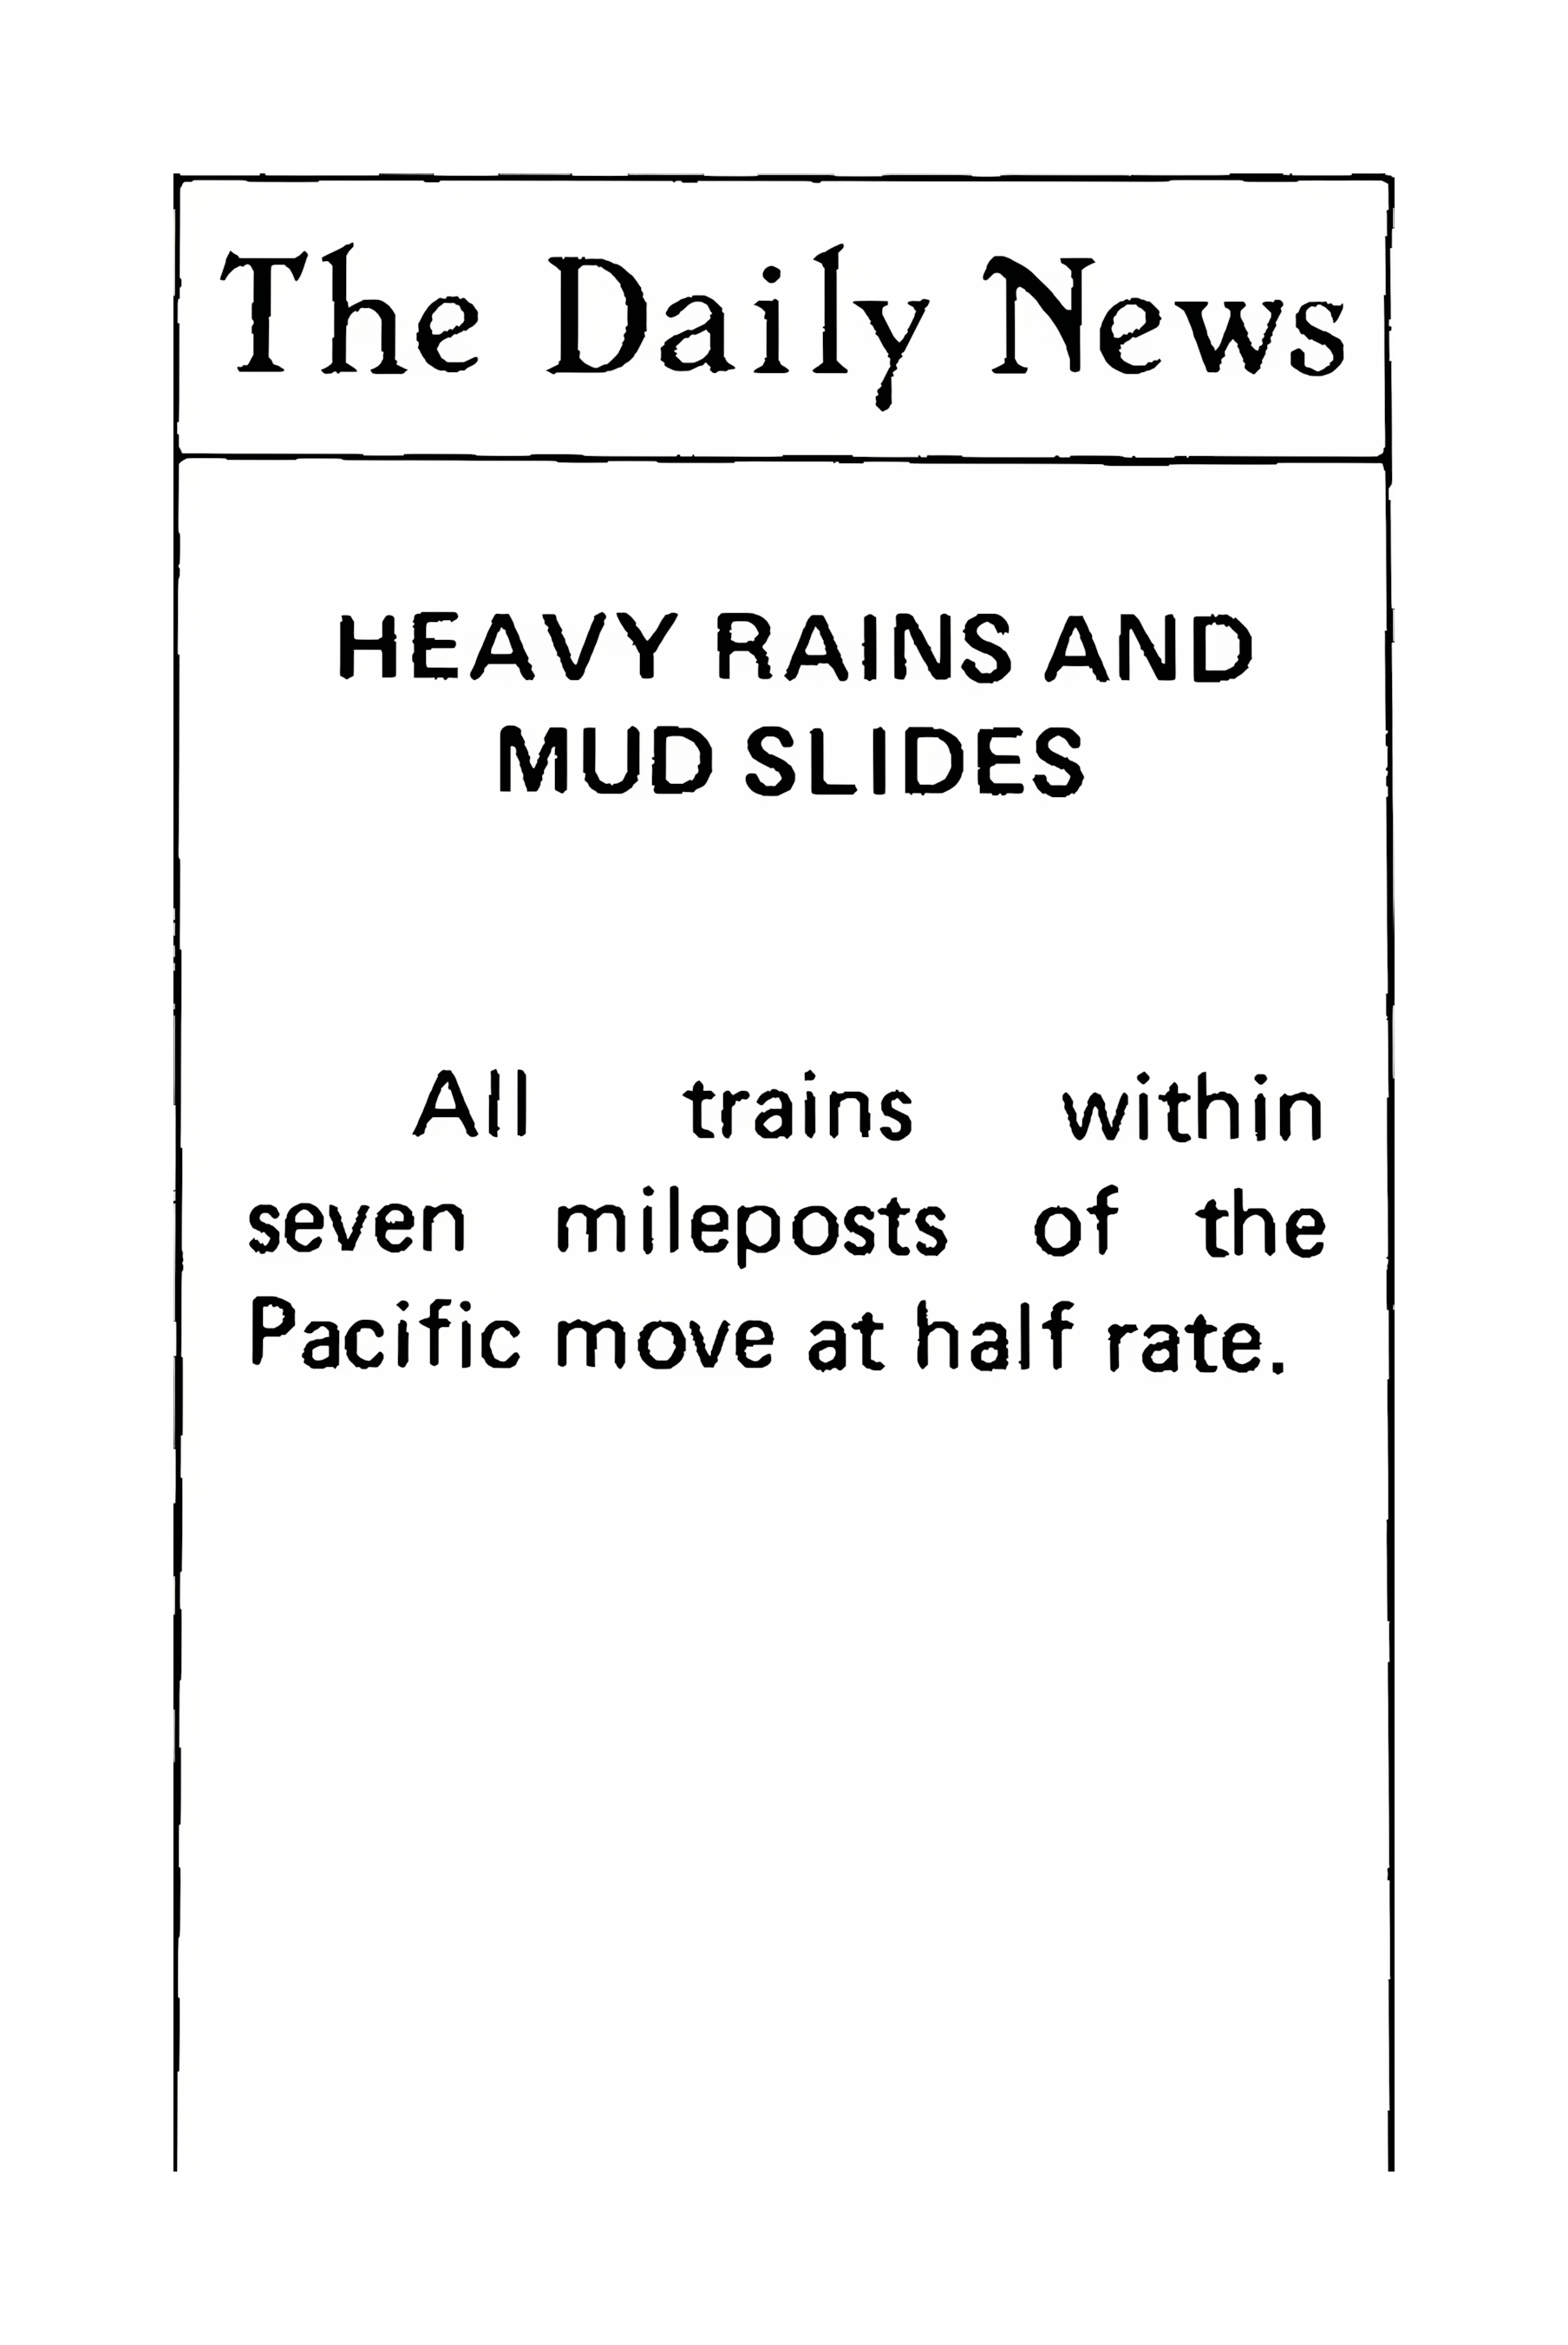 The Daily News
HEAVY RAINS AND
MUD SLIDES
All trains within
seven mileposts of the
Pacific move at half rate.